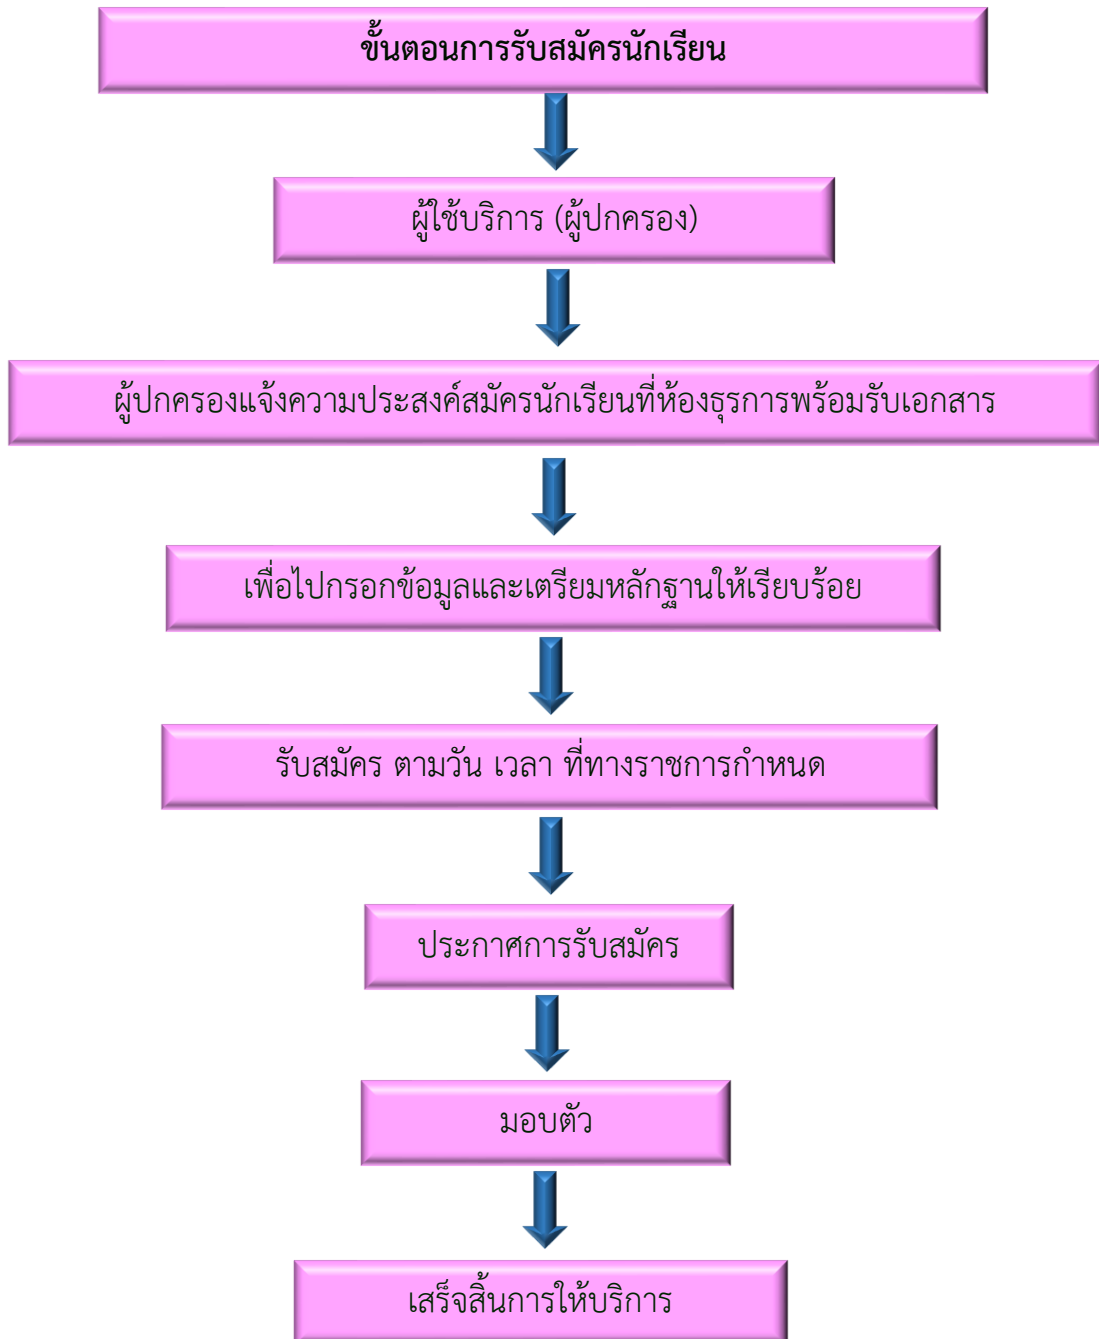 ขั้นตอนการรับสมัครนักเรียน
ผู้ใช้บริการ (ผู้ปกครอง)
ผู้ปกครองแจ้งความประสงค์สมัครนักเรียนที่ห้องธุรการพร้อมรับเอกสาร
เพื่อไปกรอกข้อมูลและเตรียมหลักฐานให้เรียบร้อย
รับสมัคร ตามวัน เวลา ที่ทางราชการกำหนด
ประกาศการรับสมัคร
มอบตัว
เสร็จสิ้นการให้บริการ